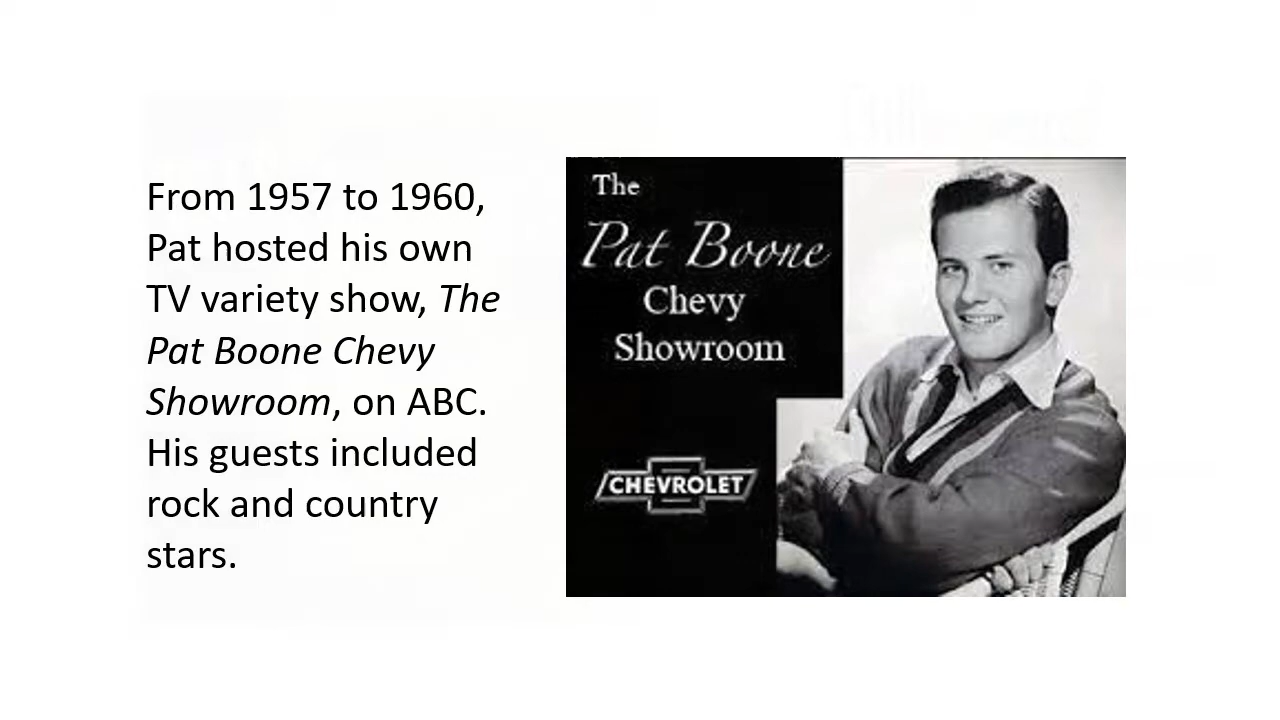 From 1957 to 1960,
Pat hosted his own
TV variety show, The
Pat Boone Chevy
Showroom, on ABC.
His guests included
rock and country
stars.
The
Pat Boone
Chevy
Showroom
CHEVROLET